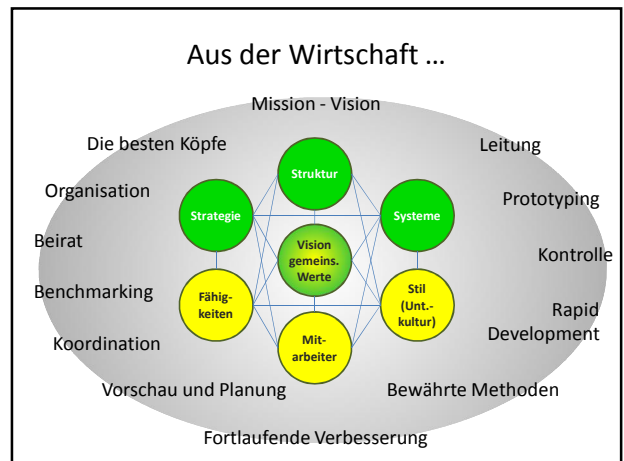 Aus der Wirtschaft …
Mission - Vision
Die besten Köpfe
Leitung
Struktur
Organisation
Prototyping
Strategie
Systeme
Beirat
Vision
gemeins.
Werte
Kontrolle
Benchmarking
Fähig-
keiten
Stil
(Unt.-
kultur)
Rapid
Development
Koordination
Mit-
arbeiter
Vorschau und Planung
Bewährte Methoden
Fortlaufende Verbesserung